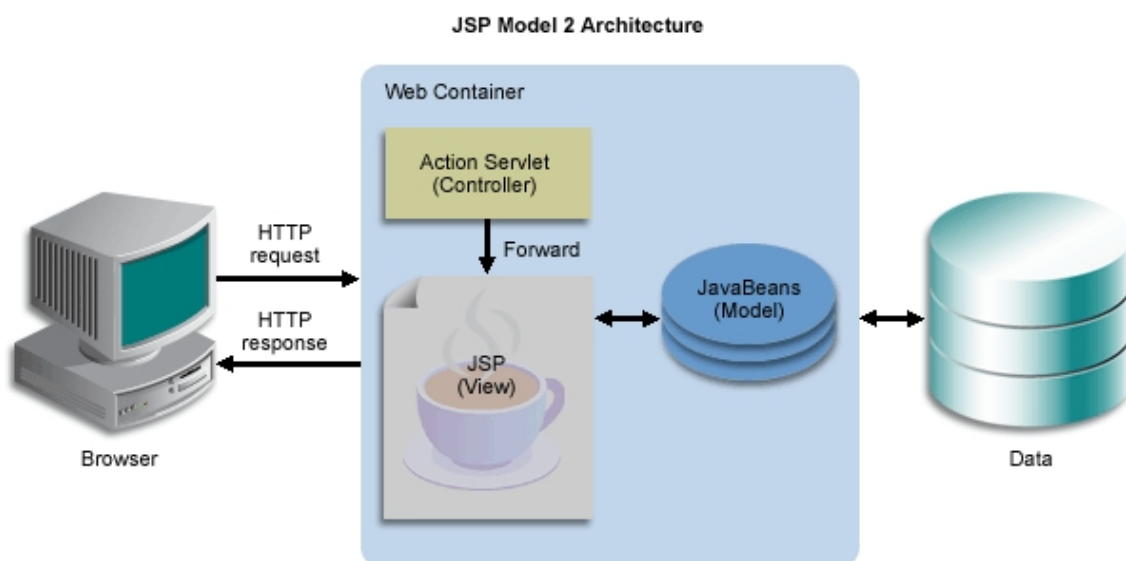 JSP Model 2 Architecture
Web Container
Action Servlet
(Controller)
HTTP
request
Forward
JavaBeans
(Model)
HTTP
response
JSP
(View)
Browser
Data